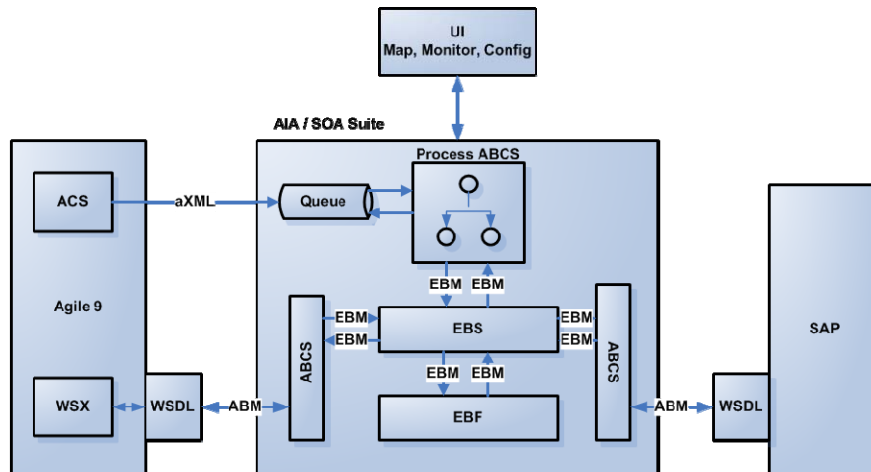 UI
Map, Monitor, Config
AIA / SOA Suite
Process ABCS
ACS
aXML
Queue
EBM
EBM
Agile 9
ABCS
EBM
EBM
EBS
EBM
EBM
ABCS
SAP
EBM
EBM
WSX
WSDL
ABM
EBF
ABM
WSDL